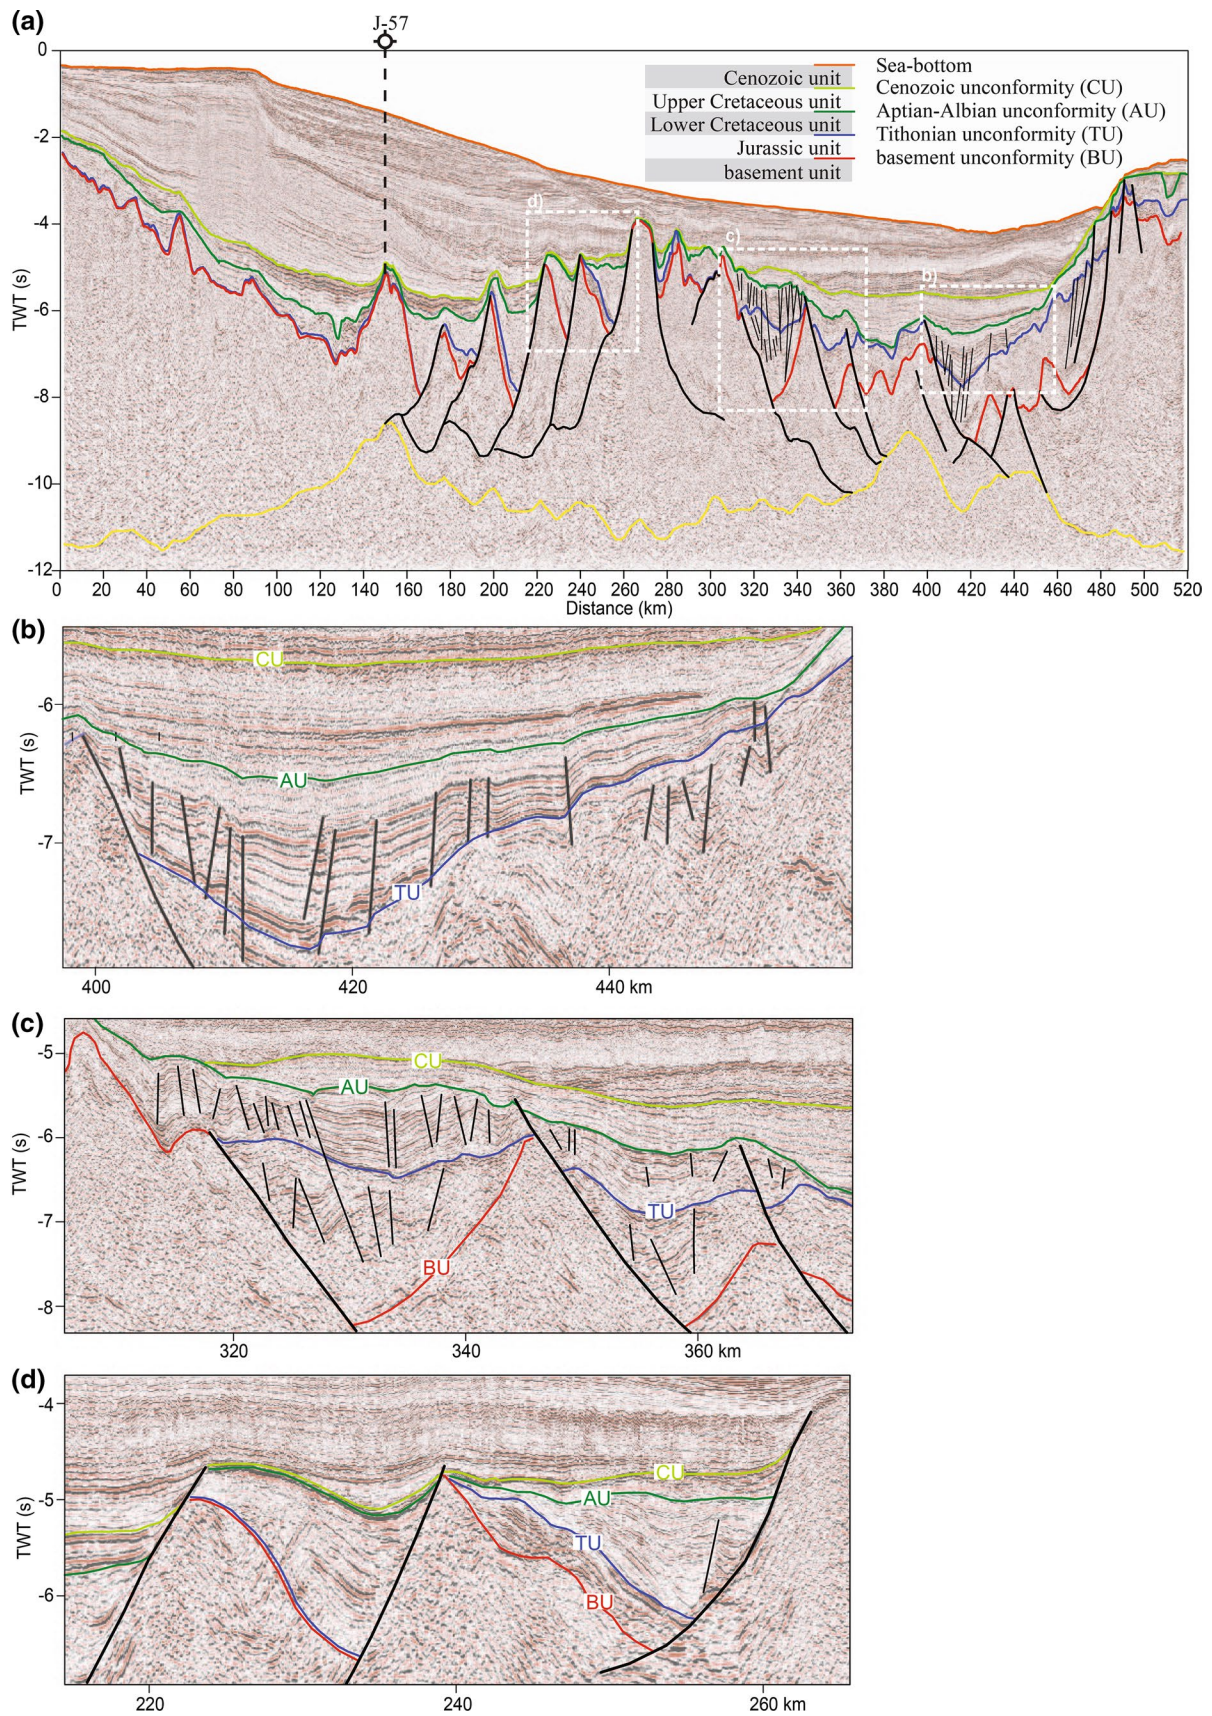 (a)
J-57
0
-2
-4
-6
-8
-10
-12
TWT (s)
Sea-bottom
Cenozoic unit
Cenozoic unconformity (CU)
Upper Cretaceous unit
Aptian-Albian unconformity (AU)
Lower Cretaceous unit
Tithonian unconformity (TU)
Jurassic unit
basement unconformity (BU)
basement unit
d)
c)
b)
0 20 40 60 80 100 120 140 160 180 200 220 240 260 280 300 320 340 360 380 400 420 440 460 480 500 520
Distance (km)
(b)
CU
-6
TWT (s)
AU
-7
TU
400 420 440 km
(c)
-5
CU
AU
-6
TWT (s)
TU
-7
BU
-8
320 340 360 km
(d)
-4
CU
-5
AU
TWT (s)
TU
-6
BU
220 240 260 km